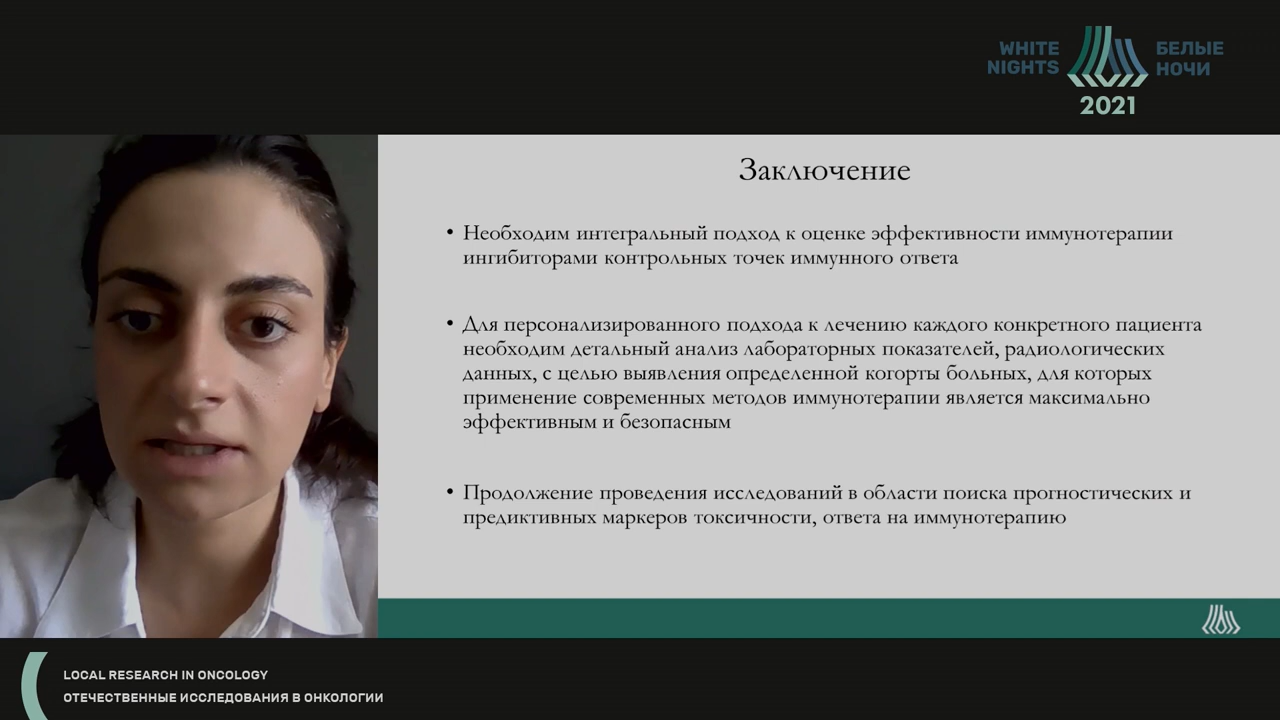 WHITE
NIGHTS
БЕЛЫЕ
НОЧИ
2021
Заключение
• Необходим интегральный подход к оценке эффективности иммунотерапии
ингибиторами контрольных точек иммунного ответа
• Для персонализированного подхода к лечению каждого конкретного пациента
необходим детальный анализ лабораторных показателей, радиологических
данных, с целью выявления определенной когорты больных, для которых
применение современных методов иммунотерапии является максимально
эффективным и безопасным
• Продолжение проведения исследований в области поиска прогностических и
предиктивных маркеров токсичности, ответа на иммунотерапию
LOCAL RESEARCH IN ONCOLOGY
ОТЕЧЕСТВЕННЫЕ ИССЛЕДОВАНИЯ В ОНКОЛОГИИ